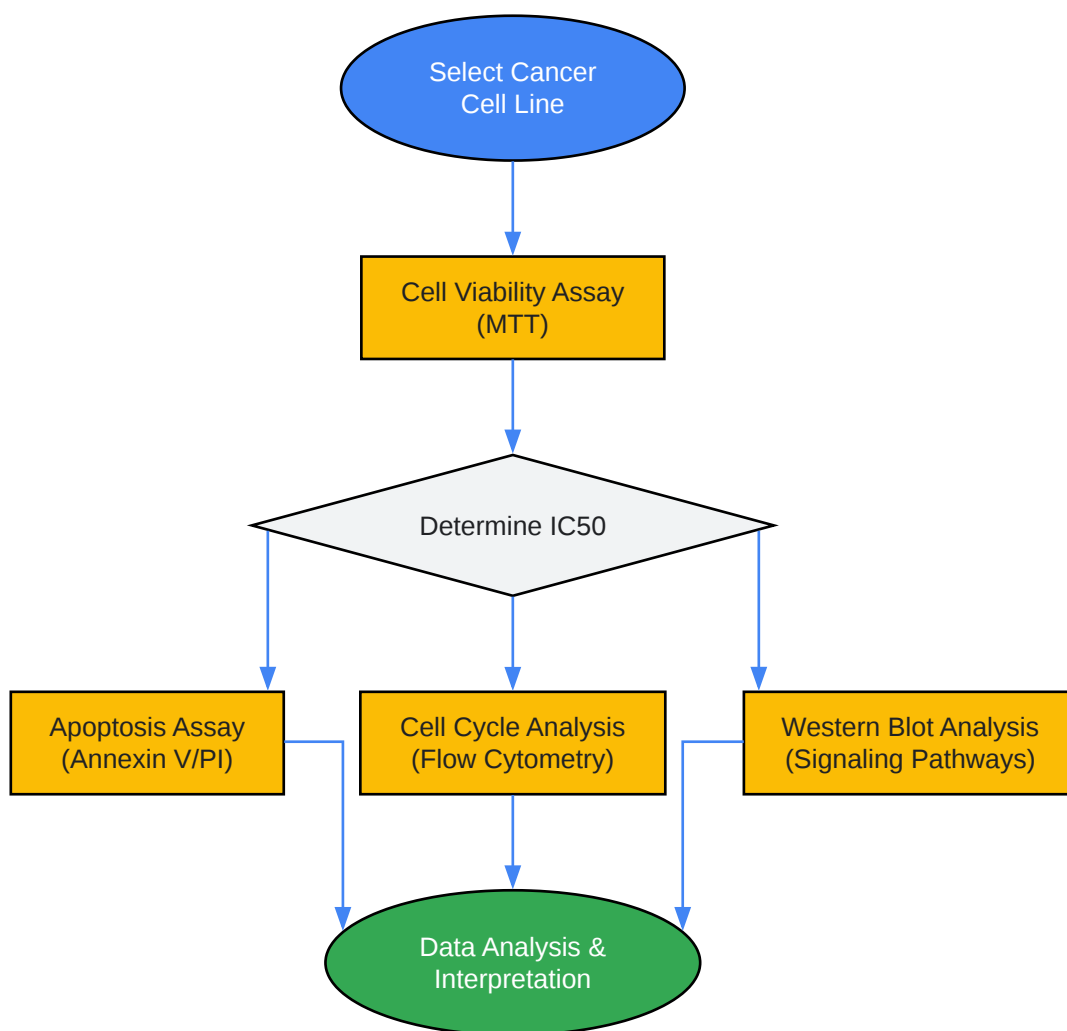 Select Cancer
Cell Line
Cell Viability Assay
(MTT)
Determine IC50
Apoptosis Assay
(Annexin V/PI)
Cell Cycle Analysis
(Flow Cytometry)
Western Blot Analysis
(Signaling Pathways)
Data Analysis &
Interpretation